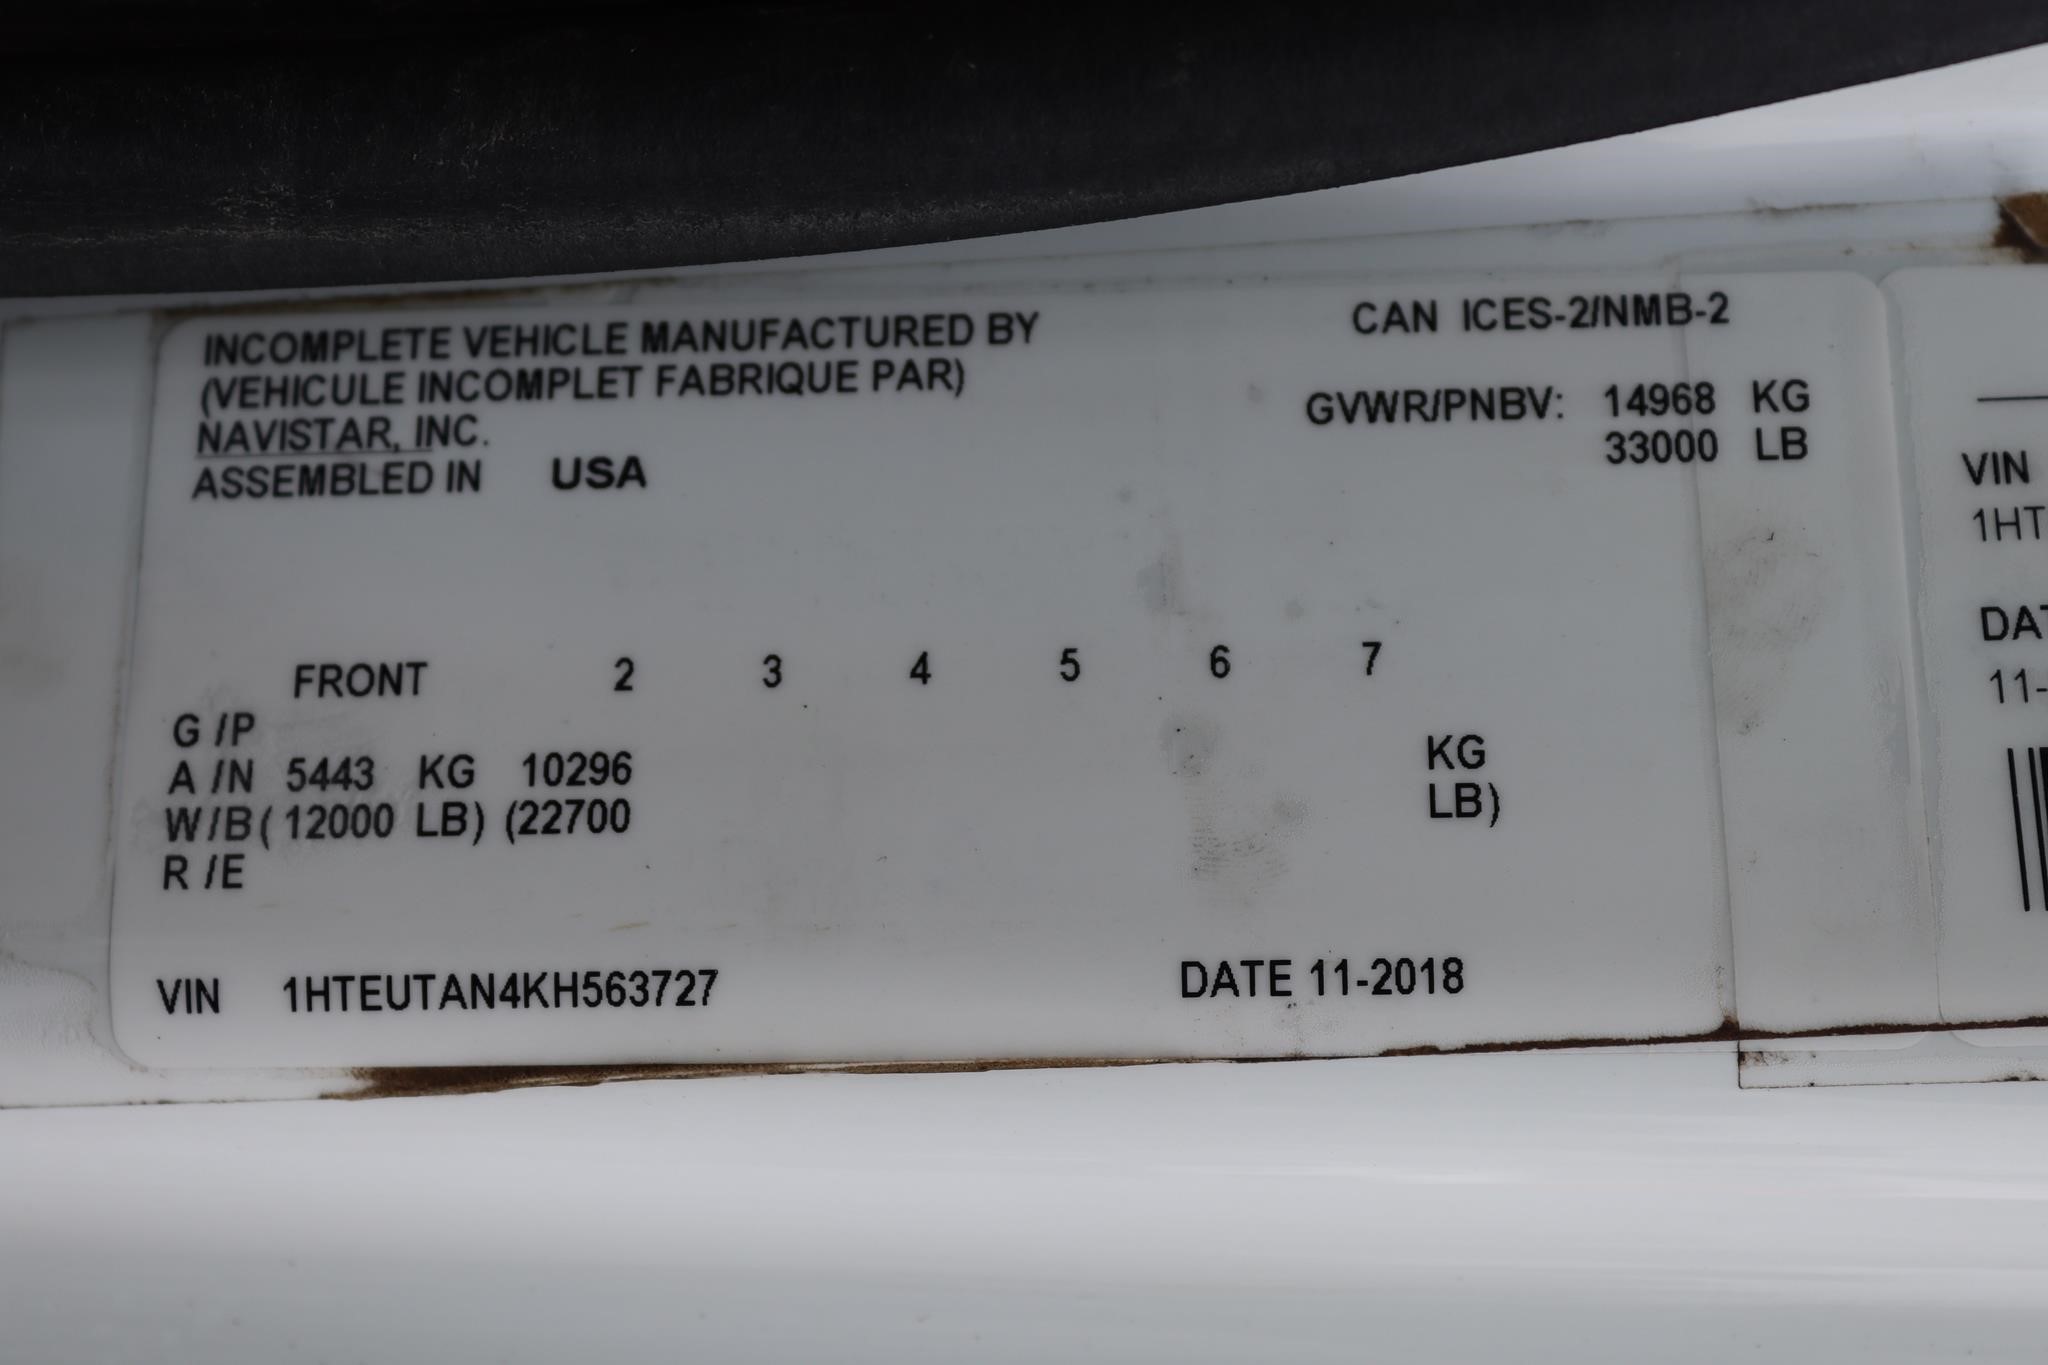 INCOMPLETE VEHICLE MANUFACTURED BY
(VEHICULE INCOMPLET FABRIQUE PAR)
NAVISTAR, INC.
ASSEMBLED IN USA
CAN ICES-2/NMB-2
GVWR/PNBV: 14968 KG
33000 LB
FRONT 2 3 4 5 6 7
G /P
A /N 5443 KG 10296 KG
W/B ( 12000 LB) (22700 LB)
R /E
VIN 1HTEUTAN4KH563727 DATE 11-2018
VIN
1HT
DAT
11-